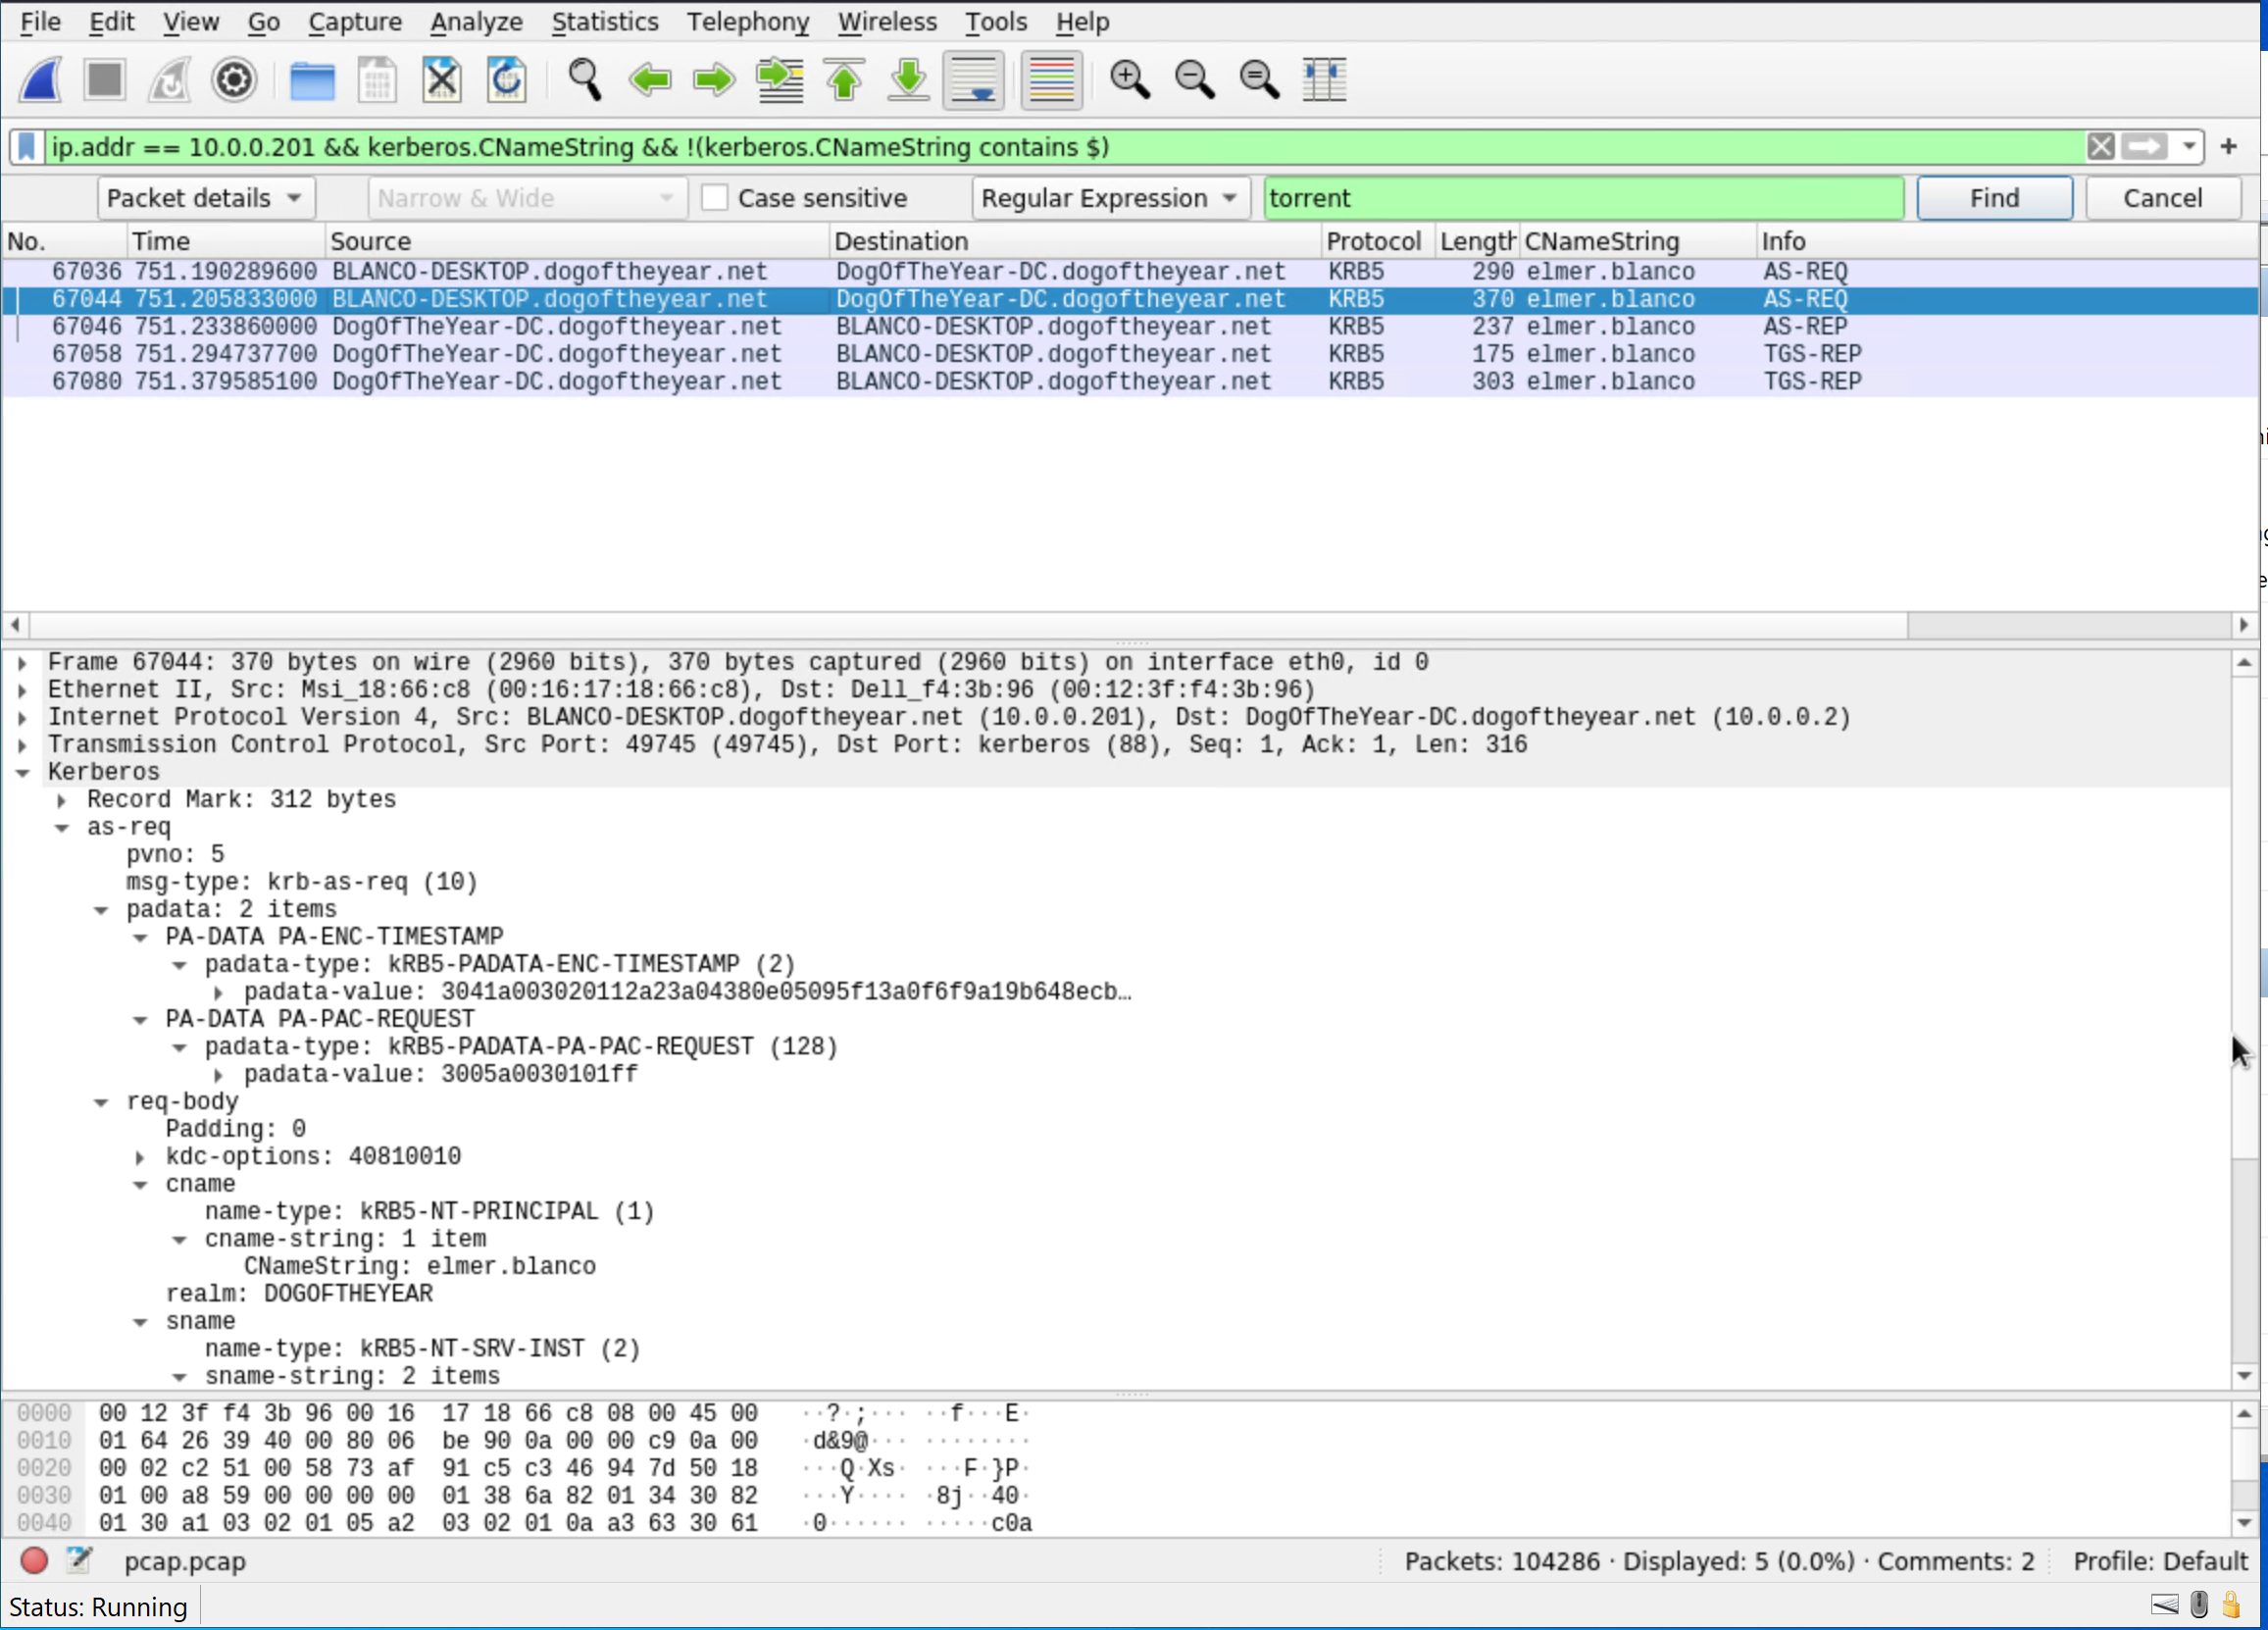 File Edit View Go Capture Analyze Statistics Telephony Wireless Tools Help
ip.addr == 10.0.0.201 && kerberos.CNameString && !(kerberos.CNameString contains $)
Packet details Narrow & Wide Case sensitive Regular Expression torrent Find Cancel
No. Time Source Destination Protocol Length CNameString Info
67036 751.190289600 BLANCO-DESKTOP.dogoftheyear.net DogOfTheYear-DC.dogoftheyear.net KRB5 290 elmer.blanco AS-REQ
67044 751.205833000 BLANCO-DESKTOP.dogoftheyear.net DogOfTheYear-DC.dogoftheyear.net KRB5 370 elmer.blanco AS-REQ
67046 751.233860000 DogOfTheYear-DC.dogoftheyear.net BLANCO-DESKTOP.dogoftheyear.net KRB5 237 elmer.blanco AS-REP
67058 751.294737700 DogOfTheYear-DC.dogoftheyear.net BLANCO-DESKTOP.dogoftheyear.net KRB5 175 elmer.blanco TGS-REP
67080 751.379585100 DogOfTheYear-DC.dogoftheyear.net BLANCO-DESKTOP.dogoftheyear.net KRB5 303 elmer.blanco TGS-REP
Frame 67044: 370 bytes on wire (2960 bits), 370 bytes captured (2960 bits) on interface eth0, id 0
Ethernet II, Src: Msi_18:66:c8 (00:16:17:18:66:c8), Dst: Dell_f4:3b:96 (00:12:3f:f4:3b:96)
Internet Protocol Version 4, Src: BLANCO-DESKTOP.dogoftheyear.net (10.0.0.201), Dst: DogOfTheYear-DC.dogoftheyear.net (10.0.0.2)
Transmission Control Protocol, Src Port: 49745 (49745), Dst Port: kerberos (88), Seq: 1, Ack: 1, Len: 316
Kerberos
Record Mark: 312 bytes
as-req
pvno: 5
msg-type: krb-as-req (10)
padata: 2 items
PA-DATA PA-ENC-TIMESTAMP
padata-type: kRB5-PADATA-ENC-TIMESTAMP (2)
padata-value: 3041a003020112a23a04380e05095f13a0f6f9a19b648ecb…
PA-DATA PA-PAC-REQUEST
padata-type: kRB5-PADATA-PA-PAC-REQUEST (128)
padata-value: 3005a0030101ff
req-body
Padding: 0
kdc-options: 40810010
cname
name-type: kRB5-NT-PRINCIPAL (1)
cname-string: 1 item
CNameString: elmer.blanco
realm: DOGOFTHEYEAR
sname
name-type: kRB5-NT-SRV-INST (2)
sname-string: 2 items
0000 00 12 3f f4 3b 96 00 16 17 18 66 c8 08 00 45 00 ··?·;··· ··f···E·
0010 01 64 26 39 40 00 80 06 be 90 0a 00 00 c9 0a 00 ·d&9@··· ········
0020 00 02 c2 51 00 58 73 af 91 c5 c3 46 94 7d 50 18 ···Q·Xs· ···F·}P·
0030 01 00 a8 59 00 00 00 00 01 38 6a 82 01 34 30 82 ···Y···· ·8j··40·
0040 01 30 a1 03 02 01 05 a2 03 02 01 0a a3 63 30 61 ·0······ ·····c0a
pcap.pcap Packets: 104286 · Displayed: 5 (0.0%) · Comments: 2 Profile: Default
Status: Running